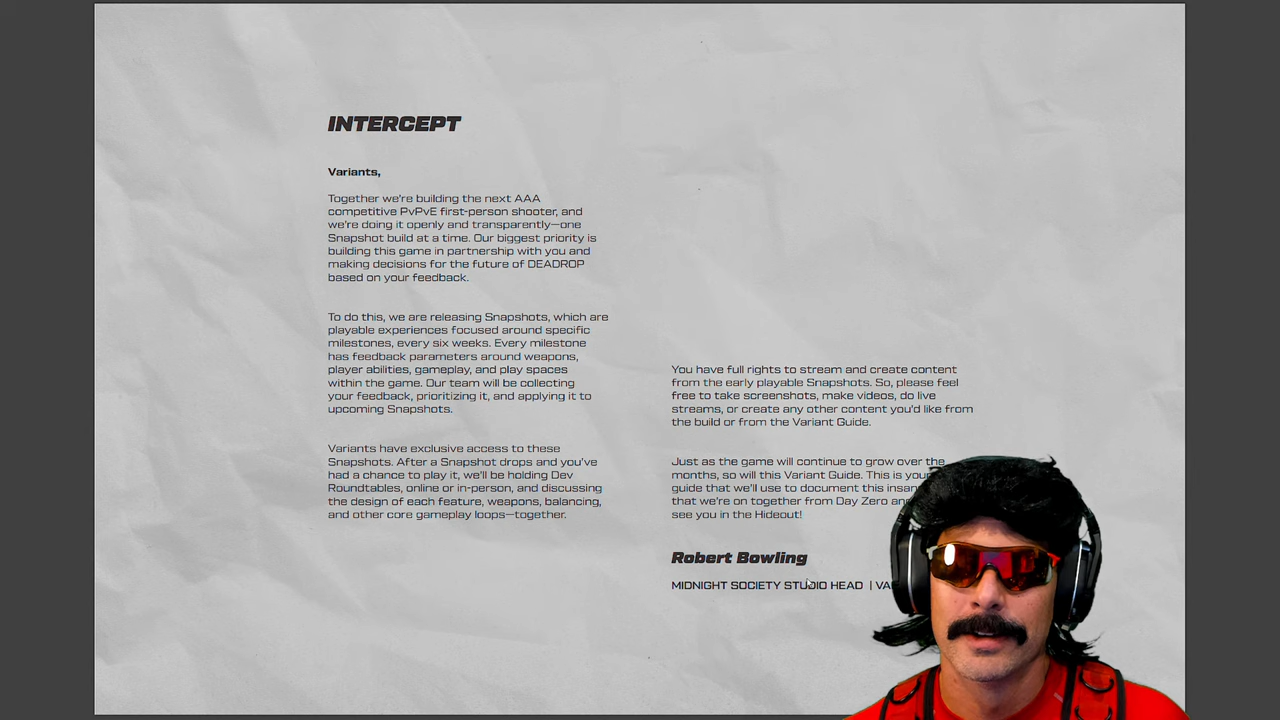 INTERCEPT
Variants,
Together we're building the next AAA
competitive PvPvE first-person shooter, and
we're doing it openly and transparently—one
Snapshot build at a time. Our biggest priority is
building this game in partnership with you and
making decisions for the future of DEADROP
based on your feedback.
To do this, we are releasing Snapshots, which are
playable experiences focused around specific
milestones, every six weeks. Every milestone
has feedback parameters around weapons,
player abilities, gameplay, and play spaces
within the game. Our team will be collecting
your feedback, prioritizing it, and applying it to
upcoming Snapshots.
Variants have exclusive access to these
Snapshots. After a Snapshot drops and you've
had a chance to play it, we'll be holding Dev
Roundtables, online or in-person, and discussing
the design of each feature, weapons, balancing,
and other core gameplay loops—together.
You have full rights to stream and create content
from the early playable Snapshots. So, please feel
free to take screenshots, make videos, do live
streams, or create any other content you'd like from
the build or from the Variant Guide.
Just as the game will continue to grow over the
months, so will this Variant Guide. This is your
guide that we'll use to document this
that we're on together from Day Zero
see you in the Hideout!
Robert Bowling
MIDNIGHT SOCIETY STUDIO HEAD |